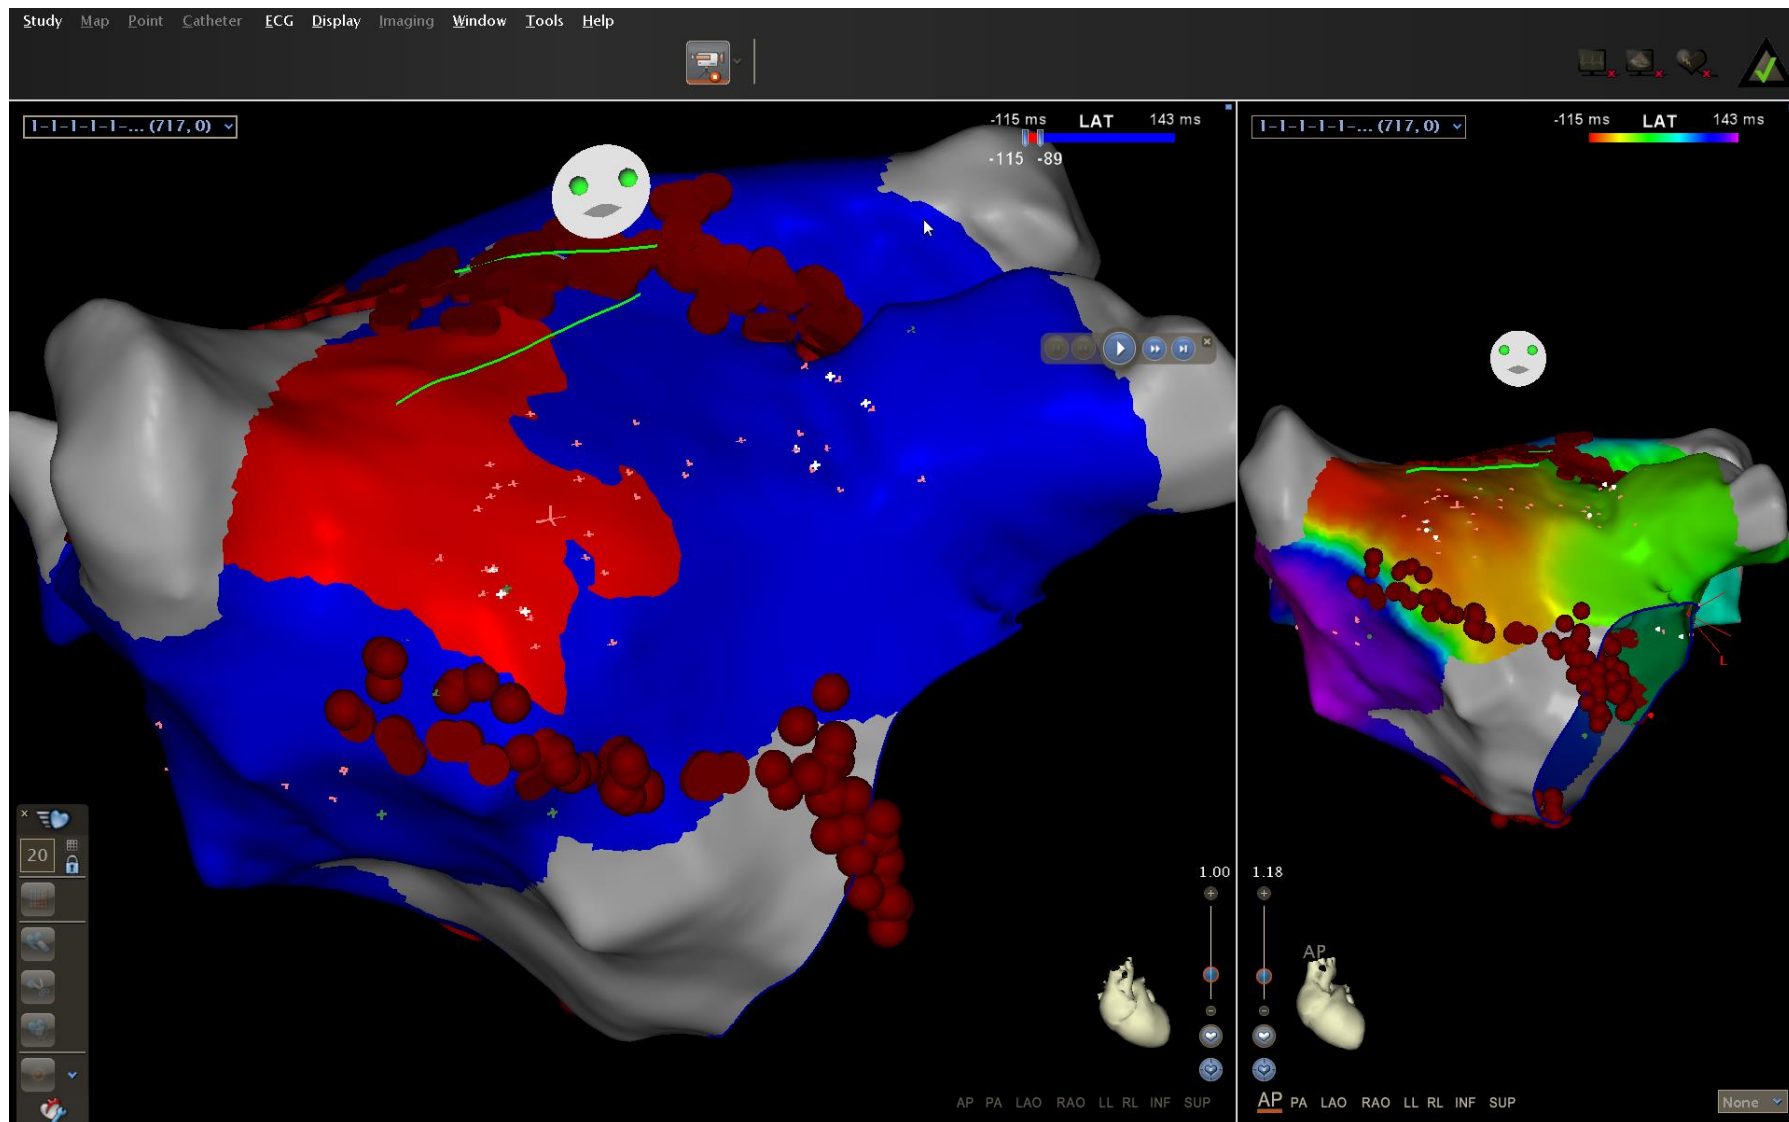 Study Map Point Catheter ECG Display Imaging Window Tools Help
1-1-1-1-1-... (717, 0)
-115 ms LAT 143 ms
-115 -89
1-1-1-1-1-... (717, 0)
-115 ms LAT 143 ms
L
20
1.00
1.18
AP
AP PA LAO RAO LL RL INF SUP
AP PA LAO RAO LL RL INF SUP
None